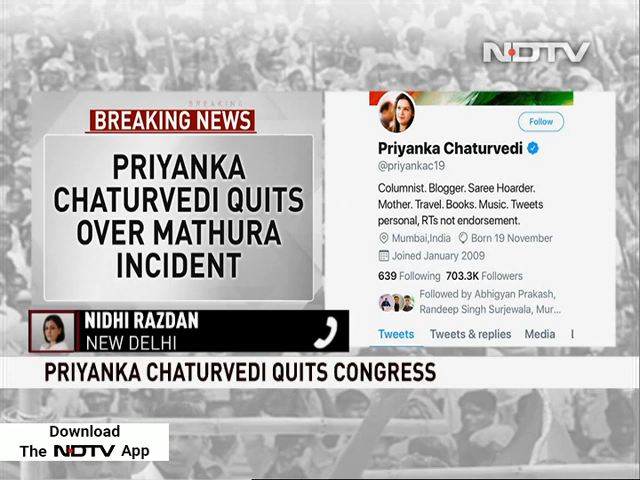 NDTV
BREAKING
BREAKING NEWS
PRIYANKA
CHATURVEDI QUITS
OVER MATHURA
INCIDENT
Follow
Priyanka Chaturvedi
@priyankac19
Columnist. Blogger. Saree Hoarder.
Mother. Travel. Books. Music. Tweets
personal, RTs not endorsement.
Mumbai,India Born 19 November
Joined January 2009
639 Following 703.3K Followers
Followed by Abhigyan Prakash,
Randeep Singh Surjewala, Mur...
Tweets Tweets & replies Media L
NIDHI RAZDAN
NEW DELHI
PRIYANKA CHATURVEDI QUITS CONGRESS
Download
The NDTV App